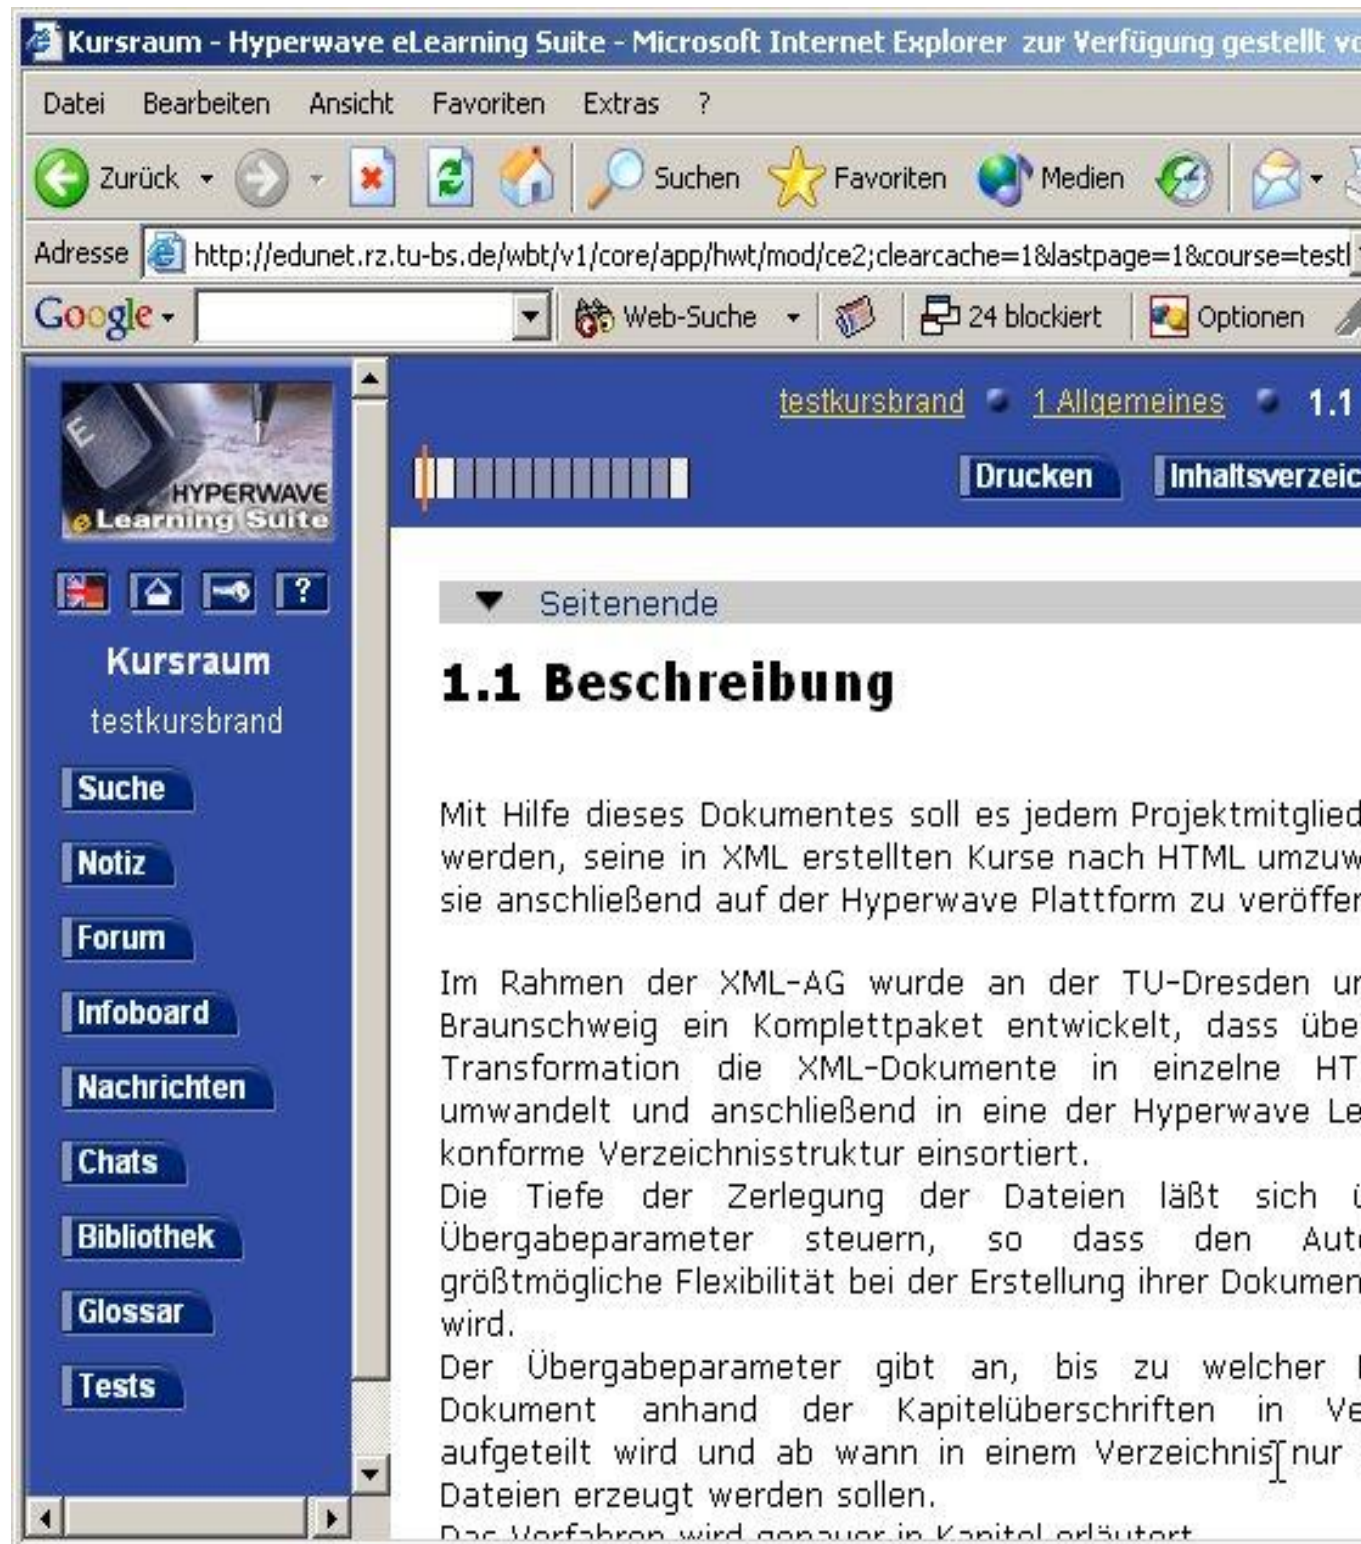 Kursraum - Hyperwave eLearning Suite - Microsoft Internet Explorer zur Verfügung gestellt vo
Datei Bearbeiten Ansicht Favoriten Extras ?
Zurück Suchen Favoriten Medien
Adresse http://edunet.rz.tu-bs.de/wbt/v1/core/app/hwt/mod/ce2;clearcache=1&lastpage=1&course=testl
Google Web-Suche 24 blockiert Optionen
E
HYPERWAVE
eLearning Suite
?
Kursraum
testkursbrand
Suche
Notiz
Forum
Infoboard
Nachrichten
Chats
Bibliothek
Glossar
Tests
testkursbrand 1 Allgemeines 1.1
Drucken Inhaltsverzeic
Seitenende
1.1 Beschreibung
Mit Hilfe dieses Dokumentes soll es jedem Projektmitglied
werden, seine in XML erstellten Kurse nach HTML umzuw
sie anschließend auf der Hyperwave Plattform zu veröffen
Im Rahmen der XML-AG wurde an der TU-Dresden un
Braunschweig ein Komplettpaket entwickelt, dass übe
Transformation die XML-Dokumente in einzelne HT
umwandelt und anschließend in eine der Hyperwave Le
konforme Verzeichnisstruktur einsortiert.
Die Tiefe der Zerlegung der Dateien läßt sich ü
Übergabeparameter steuern, so dass den Auto
größtmögliche Flexibilität bei der Erstellung ihrer Dokumen
wird.
Der Übergabeparameter gibt an, bis zu welcher
Dokument anhand der Kapitelüberschriften in Ve
aufgeteilt wird und ab wann in einem Verzeichnis nur
Dateien erzeugt werden sollen.
Das Verfahren wird genauer in Kapitel erläutert